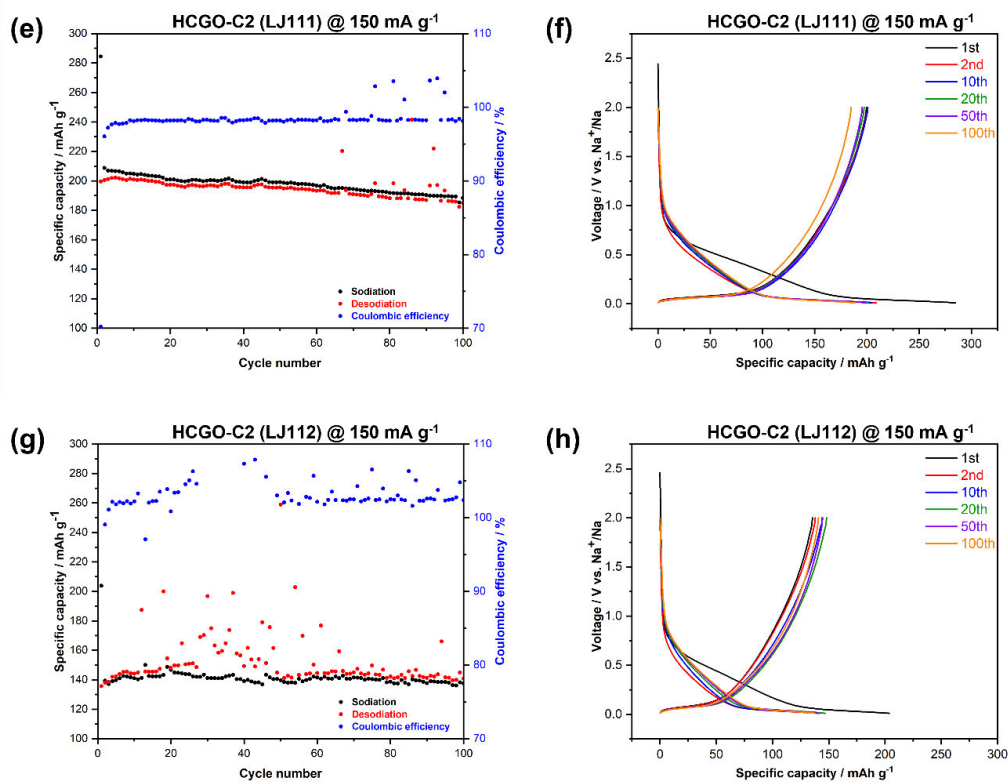 (e)
HCGO-C2 (LJ111) @ 150 mA g⁻¹
Specific capacity / mAh g⁻¹
300
280
260
240
220
200
180
160
140
120
100
110
100
90
80
70
Coulombic efficiency / %
Sodiation
Desodiation
Coulombic efficiency
0 20 40 60 80 100
Cycle number
(f)
HCGO-C2 (LJ111) @ 150 mA g⁻¹
Voltage / V vs. Na⁺/Na
2.5
2.0
1.5
1.0
0.5
0.0
1st
2nd
10th
20th
50th
100th
0 50 100 150 200 250 300
Specific capacity / mAh g⁻¹
(g)
HCGO-C2 (LJ112) @ 150 mA g⁻¹
Specific capacity / mAh g⁻¹
300
280
260
240
220
200
180
160
140
120
100
110
100
90
80
70
Coulombic efficiency / %
Sodiation
Desodiation
Coulombic efficiency
0 20 40 60 80 100
Cycle number
(h)
HCGO-C2 (LJ112) @ 150 mA g⁻¹
Voltage / V vs. Na⁺/Na
2.5
2.0
1.5
1.0
0.5
0.0
1st
2nd
10th
20th
50th
100th
0 50 100 150 200 250 300
Specific capacity / mAh g⁻¹